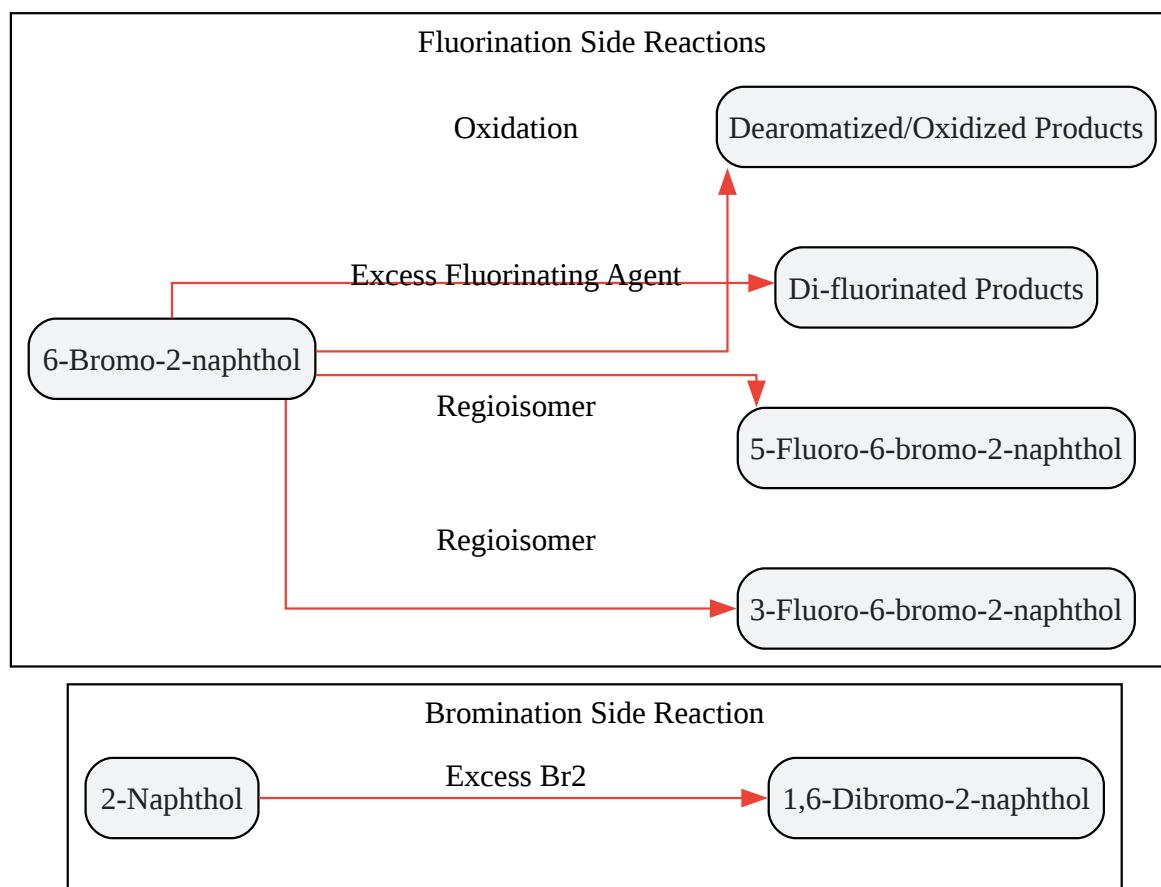 Fluorination Side Reactions
Oxidation
Dearomatized/Oxidized Products
Excess Fluorinating Agent
Di-fluorinated Products
6-Bromo-2-naphthol
Regioisomer
5-Fluoro-6-bromo-2-naphthol
Regioisomer
3-Fluoro-6-bromo-2-naphthol
Bromination Side Reaction
2-Naphthol
Excess Br2
1,6-Dibromo-2-naphthol